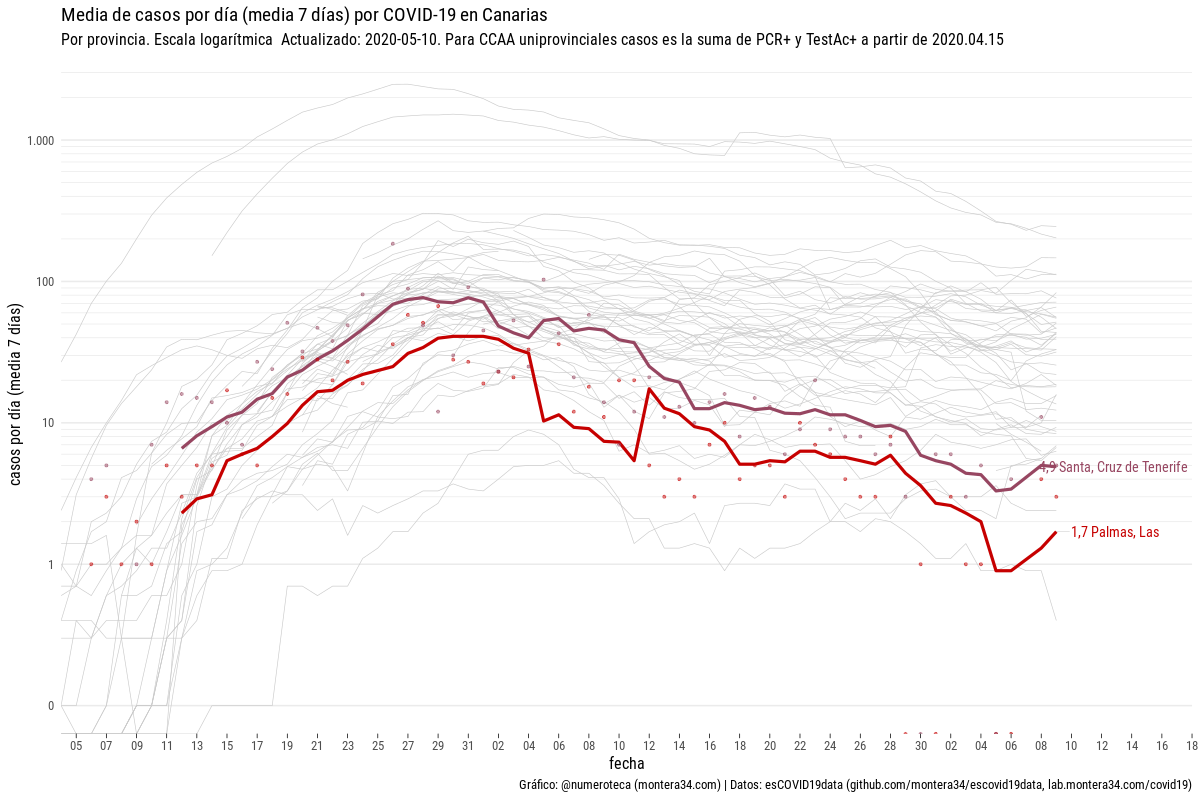 Media de casos por día (media 7 días) por COVID-19 en Canarias
Por provincia. Escala logarítmica  Actualizado: 2020-05-10. Para CCAA uniprovinciales casos es la suma de PCR+ y TestAc+ a partir de 2020.04.15
casos por día (media 7 días)
1.000
100
10
1
0
4,9 Santa, Cruz de Tenerife
1,7 Palmas, Las
05 07 09 11 13 15 17 19 21 23 25 27 29 31 02 04 06 08 10 12 14 16 18 20 22 24 26 28 30 02 04 06 08 10 12 14 16 18
fecha
Gráfico: @numeroteca (montera34.com) | Datos: esCOVID19data (github.com/montera34/escovid19data, lab.montera34.com/covid19)